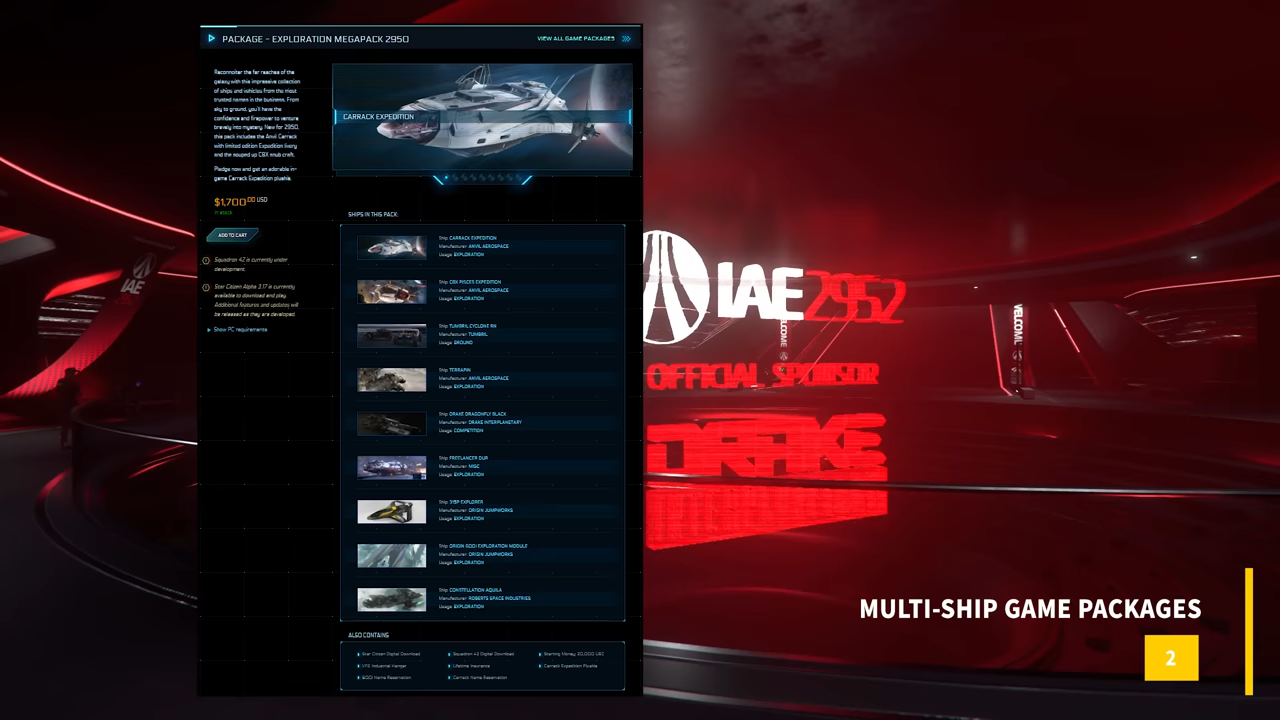 PACKAGE - EXPLORATION MEGAPACK 2950
VIEW ALL GAME PACKAGES
Reconnoiter the far reaches of the
galaxy with this impressive collection
of ships and vehicles from the most
trusted names in the business. From
sky to ground, you'll have the
confidence and firepower to venture
bravely into mystery. New for 2950,
this pack includes the Anvil Carrack
with limited edition Expedition livery
and the souped up C8X snub craft.
Pledge now and get an adorable in-
game Carrack Expedition plushie.
$1,700.00 USD
In stock
ADD TO CART
Squadron 42 is currently under
development.
Star Citizen Alpha 3.17 is currently
available to download and play.
Additional features and updates will
be released as they are developed.
Show PC requirements
CARRACK EXPEDITION
SHIPS IN THIS PACK:
Ship: CARRACK EXPEDITION
Manufacturer: ANVIL AEROSPACE
Usage: EXPLORATION
Ship: C8X PISCES EXPEDITION
Manufacturer: ANVIL AEROSPACE
Usage: EXPLORATION
Ship: TUMBRIL CYCLONE RN
Manufacturer: TUMBRIL
Usage: GROUND
Ship: TERRAPIN
Manufacturer: ANVIL AEROSPACE
Usage: EXPLORATION
Ship: DRAKE DRAGONFLY BLACK
Manufacturer: DRAKE INTERPLANETARY
Usage: COMPETITION
Ship: FREELANCER DUR
Manufacturer: MISC
Usage: EXPLORATION
Ship: 315P EXPLORER
Manufacturer: ORIGIN JUMPWORKS
Usage: EXPLORATION
Ship: ORIGIN 600I EXPLORATION MODULE
Manufacturer: ORIGIN JUMPWORKS
Usage: EXPLORATION
Ship: CONSTELLATION AQUILA
Manufacturer: ROBERTS SPACE INDUSTRIES
Usage: EXPLORATION
ALSO CONTAINS
Star Citizen Digital Download
Squadron 42 Digital Download
Starting Money: 20,000 UEC
VFG Industrial Hangar
Lifetime Insurance
Carrack Expedition Plushie
600I Name Reservation
Carrack Name Reservation
IAE
IAE 2952
WELCOME
WELCOME
OFFICIAL SPONSOR
DRAKE
MULTI-SHIP GAME PACKAGES
2